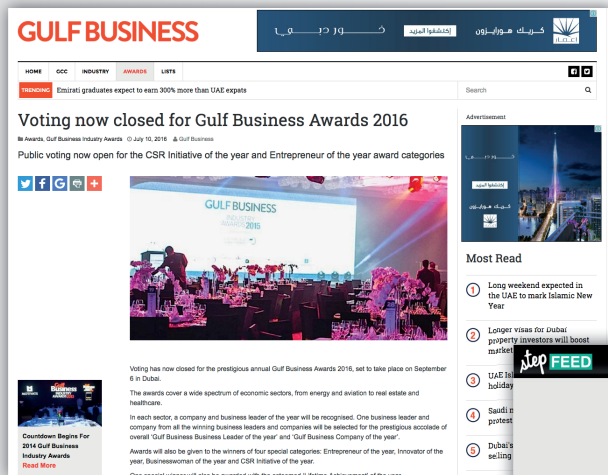 GULF BUSINESS
خور دبي
إكتشفوا المزيد
كريك هورايزون
إعمار
HOME GCC INDUSTRY AWARDS LISTS
TRENDING Emirati graduates expect to earn 300% more than UAE expats
Search
Voting now closed for Gulf Business Awards 2016
Awards, Gulf Business Industry Awards July 10, 2016 Gulf Business
Public voting now open for the CSR Initiative of the year and Entrepreneur of the year award categories
GULF BUSINESS
INDUSTRY
AWARDS 2015
Voting has now closed for the prestigious annual Gulf Business Awards 2016, set to take place on September
6 in Dubai.
The awards cover a wide spectrum of economic sectors, from energy and aviation to real estate and
healthcare.
In each sector, a company and business leader of the year will be recognised. One business leader and
company from all the winning business leaders and companies will be selected for the prestigious accolade of
overall 'Gulf Business Business Leader of the year' and 'Gulf Business Company of the year'.
Awards will also be given to the winners of four special categories: Entrepreneur of the year, Innovator of the
year, Businesswoman of the year and CSR Initiative of the year.
Gulf
Business
Countdown Begins For
2014 Gulf Business
Industry Awards
Read More
Advertisement
إكتشفوا المزيد
كريك هورايزون
Most Read
1 Long weekend expected in
the UAE to mark Islamic New
Year
2 Longer visas for Dubai
property investors will boost
market
3 UAE Isl
holiday
4 Saudi
protest
5 Dubai's
selling
step FEED